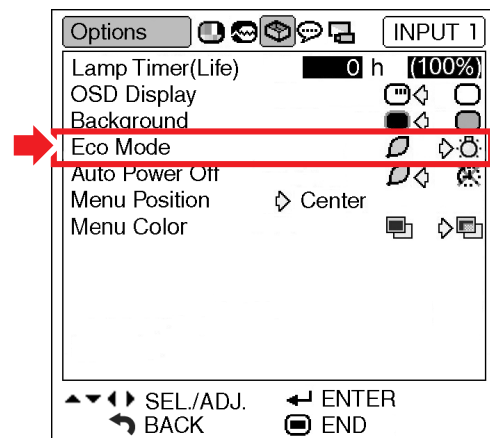 Options INPUT 1
Lamp Timer(Life) 0 h (100%)
OSD Display
Background
Eco Mode
Auto Power Off
Menu Position Center
Menu Color
SEL./ADJ. ENTER
BACK END